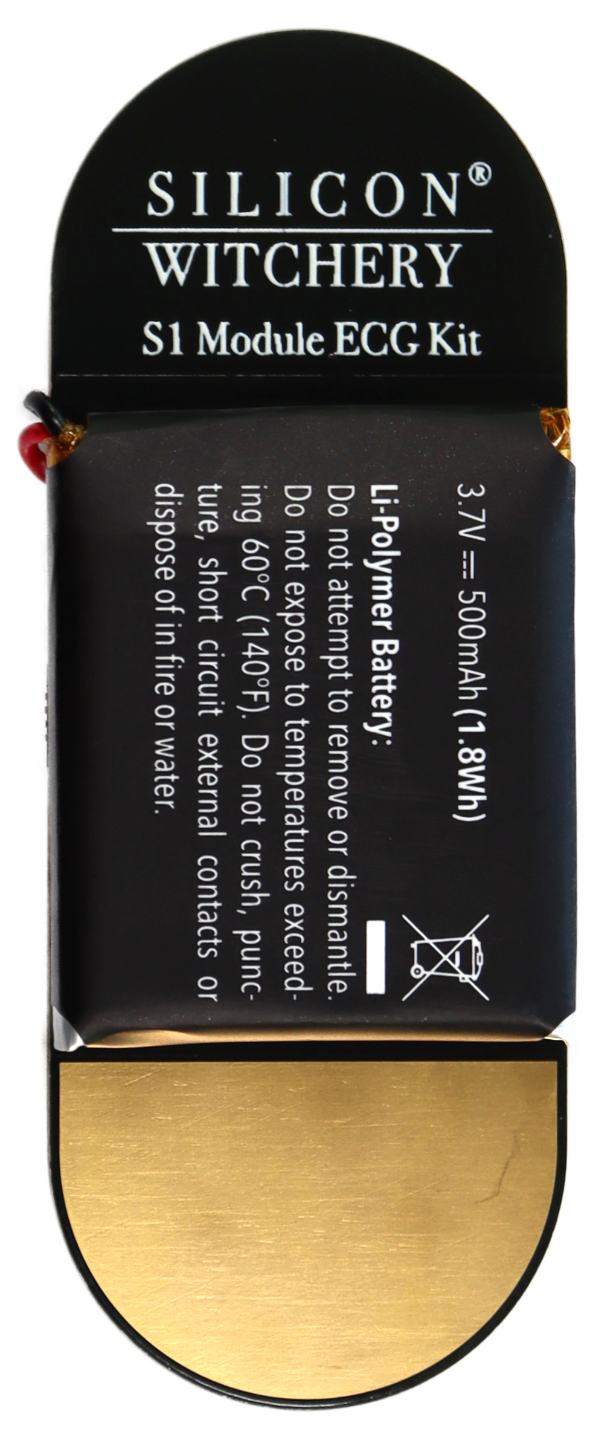 SILICON®
WITCHERY
S1 Module ECG Kit
3.7V ⎓ 500mAh (1.8Wh)
Li-Polymer Battery:
Do not attempt to remove or dismantle.
Do not expose to temperatures exceed-
ing 60°C (140°F). Do not crush, punc-
ture, short circuit external contacts or
dispose of in fire or water.